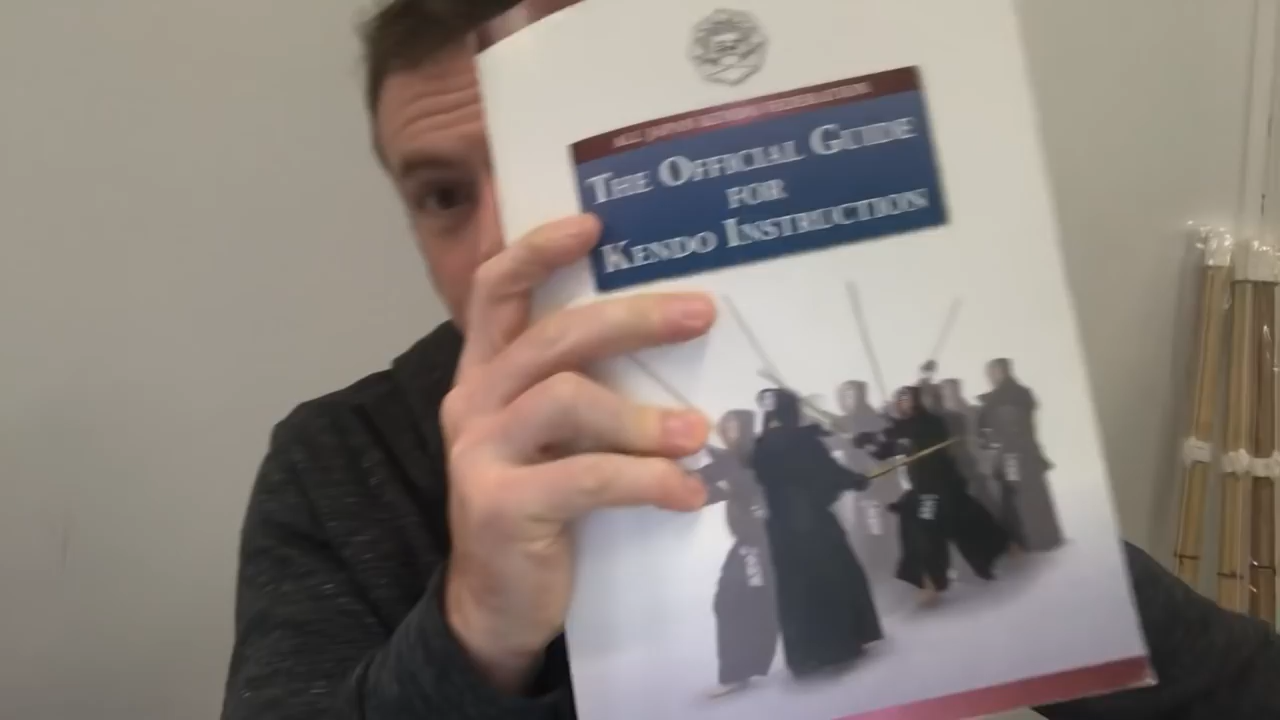 ALL JAPAN KENDO FEDERATION
THE OFFICIAL GUIDE
FOR
KENDO INSTRUCTION